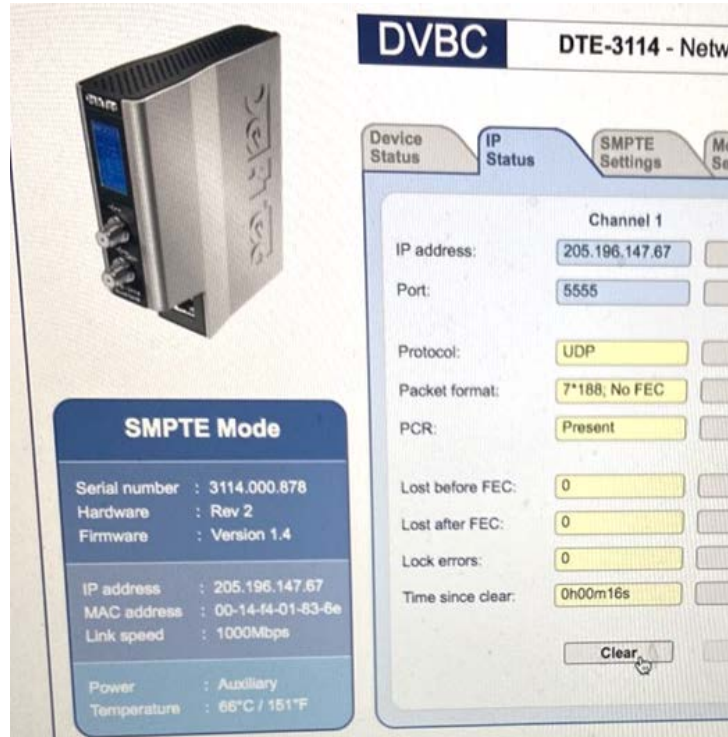 DVBC
DTE-3114 - Netw
Device
Status
IP
Status
SMPTE
Settings
Channel 1
IP address:
205.196.147.67
Port:
5555
Protocol:
UDP
Packet format:
7*188; No FEC
PCR:
Present
Lost before FEC:
0
Lost after FEC:
0
Lock errors:
0
Time since clear:
0h00m16s
Clear
SMPTE Mode
Serial number : 3114.000.878
Hardware : Rev 2
Firmware : Version 1.4
IP address : 205.196.147.67
MAC address : 00-14-f4-01-83-6e
Link speed : 1000Mbps
Power : Auxiliary
Temperature : 66°C / 151°F